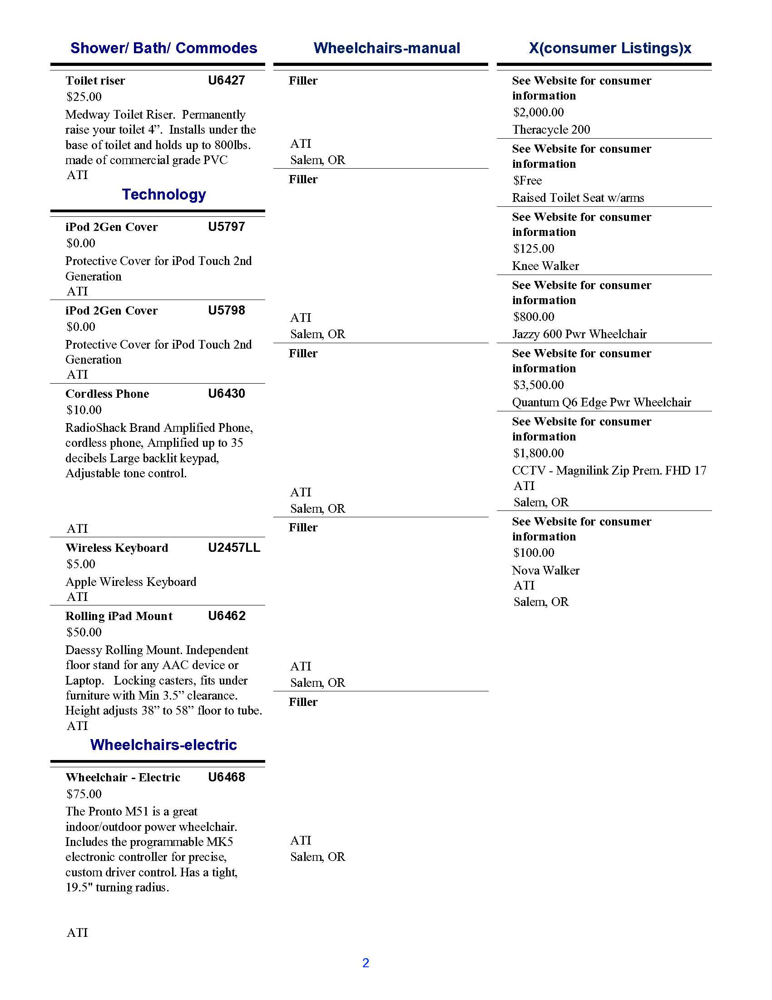 Shower/ Bath/ Commodes
Toilet riser U6427
$25.00
Medway Toilet Riser.  Permanently
raise your toilet 4”.  Installs under the
base of toilet and holds up to 800lbs.
made of commercial grade PVC
ATI
Technology
iPod 2Gen Cover U5797
$0.00
Protective Cover for iPod Touch 2nd
Generation
ATI
iPod 2Gen Cover U5798
$0.00
Protective Cover for iPod Touch 2nd
Generation
ATI
Cordless Phone U6430
$10.00
RadioShack Brand Amplified Phone,
cordless phone, Amplified up to 35
decibels Large backlit keypad,
Adjustable tone control.
ATI
Wireless Keyboard U2457LL
$5.00
Apple Wireless Keyboard
ATI
Rolling iPad Mount U6462
$50.00
Daessy Rolling Mount. Independent
floor stand for any AAC device or
Laptop.   Locking casters, fits under
furniture with Min 3.5” clearance.
Height adjusts 38” to 58” floor to tube.
ATI
Wheelchairs-electric
Wheelchair - Electric U6468
$75.00
The Pronto M51 is a great
indoor/outdoor power wheelchair.
Includes the programmable MK5
electronic controller for precise,
custom driver control. Has a tight,
19.5" turning radius.
ATI
Wheelchairs-manual
Filler
ATI
Salem, OR
Filler
ATI
Salem, OR
Filler
ATI
Salem, OR
Filler
ATI
Salem, OR
Filler
ATI
Salem, OR
X(consumer Listings)x
See Website for consumer
information
$2,000.00
Theracycle 200
See Website for consumer
information
$Free
Raised Toilet Seat w/arms
See Website for consumer
information
$125.00
Knee Walker
See Website for consumer
information
$800.00
Jazzy 600 Pwr Wheelchair
See Website for consumer
information
$3,500.00
Quantum Q6 Edge Pwr Wheelchair
See Website for consumer
information
$1,800.00
CCTV - Magnilink Zip Prem. FHD 17
ATI
Salem, OR
See Website for consumer
information
$100.00
Nova Walker
ATI
Salem, OR
2